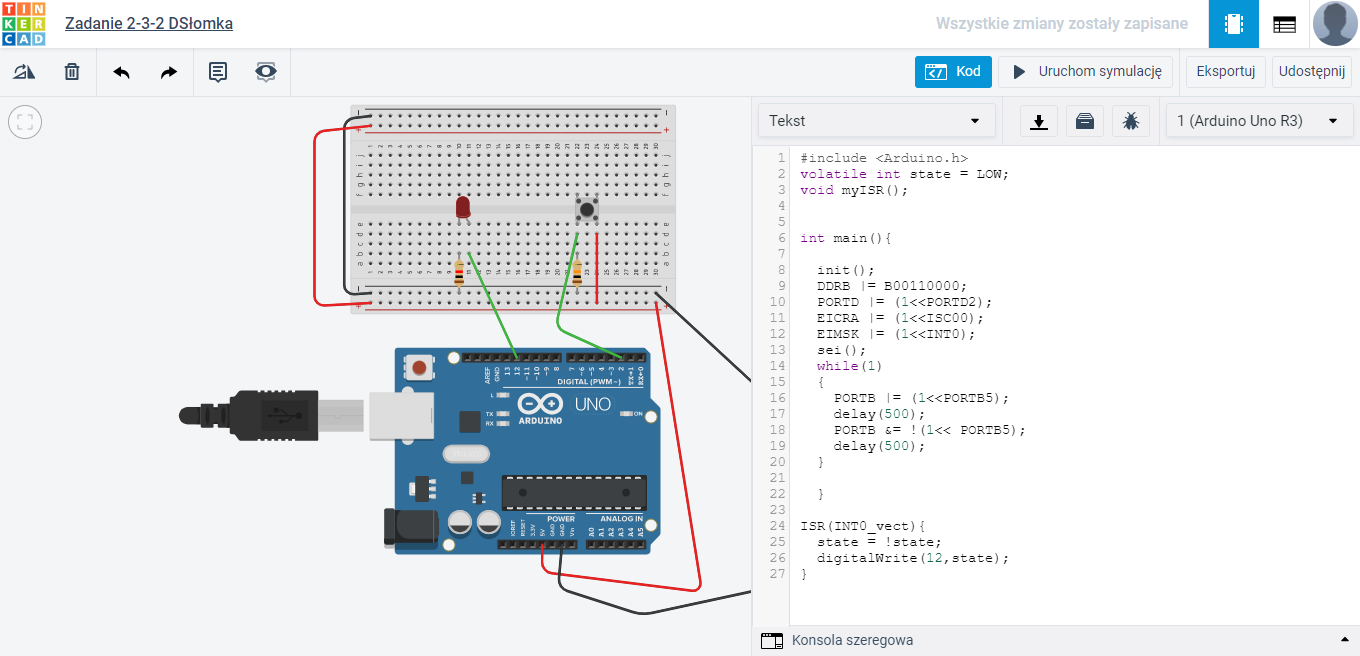 TIN
KER
CAD
Zadanie 2-3-2 DSłomka
Wszystkie zmiany zostały zapisane
Kod
Uruchom symulację
Eksportuj
Udostępnij
Tekst
1 (Arduino Uno R3)
1 #include <Arduino.h>
2 volatile int state = LOW;
3 void myISR();
4
5
6 int main(){
7
8 init();
9 DDRB |= B00110000;
10 PORTD |= (1<<PORTD2);
11 EICRA |= (1<<ISC00);
12 EIMSK |= (1<<INT0);
13 sei();
14 while(1)
15 {
16 PORTB |= (1<<PORTB5);
17 delay(500);
18 PORTB &= !(1<< PORTB5);
19 delay(500);
20 }
21
22 }
23
24 ISR(INT0_vect){
25 state = !state;
26 digitalWrite(12,state);
27 }
Konsola szeregowa
AREF
GND
13
12
~11
~10
~9
8
7
~6
~5
4
~3
2
TX→1
RX←0
DIGITAL (PWM~)
L
TX
RX
ARDUINO
UNO
ON
POWER
ANALOG IN
IOREF
RESET
3.3V
5V
GND
GND
Vin
A0
A1
A2
A3
A4
A5